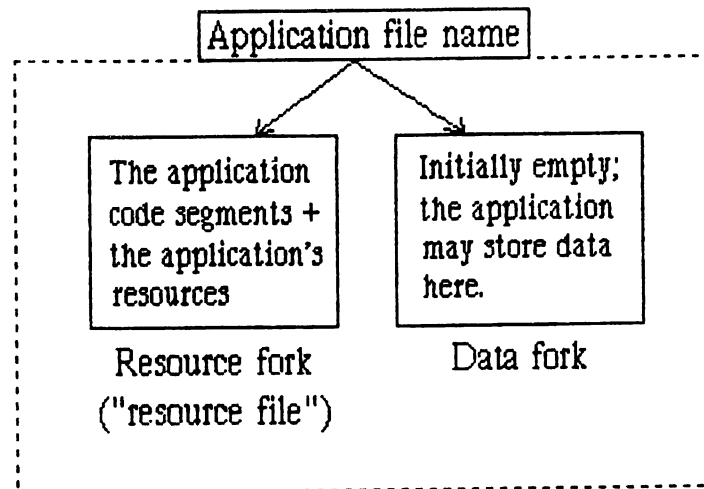 Application file name
The application
code segments +
the application's
resources
Initially empty;
the application
may store data
here.
Resource fork
("resource file")
Data fork